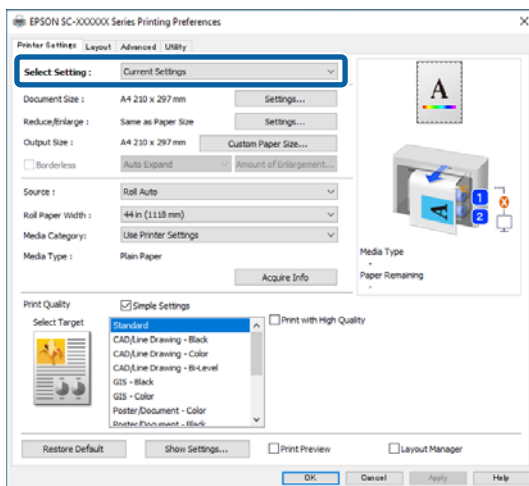 EPSON SC-XXXXXX Series Printing Preferences
Printer Settings Layout Advanced Utility
Select Setting : Current Settings
Document Size : A4 210 x 297 mm Settings...
Reduce/Enlarge : Same as Paper Size Settings...
Output Size : A4 210 x 297 mm Custom Paper Size...
Borderless Auto Expand Amount of Enlargement...
Source : Roll Auto
Roll Paper Width : 44 in (1118 mm)
Media Category: Use Printer Settings
Media Type : Plain Paper
Acquire Info
A
A
1
2
Media Type
-
Paper Remaining
-
Print Quality Simple Settings
Select Target
Standard
CAD/Line Drawing - Black
CAD/Line Drawing - Color
CAD/Line Drawing - Bi-Level
GIS - Black
GIS - Color
Poster/Document - Color
Poster/Document - Black
Print with High Quality
Restore Default Show Settings... Print Preview Layout Manager
OK Cancel Apply Help